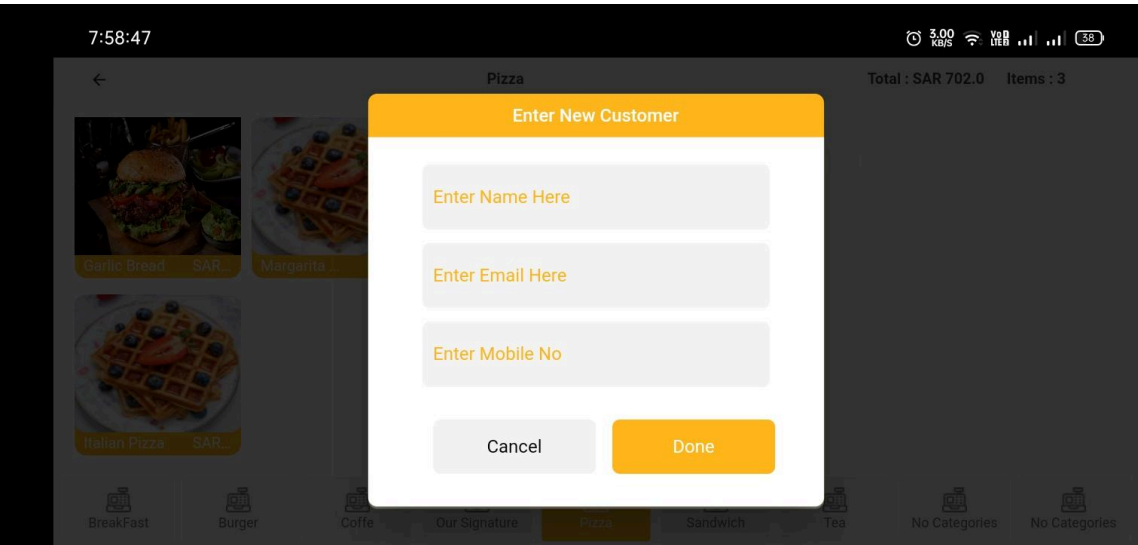 7:58:47
3.00
KB/S
38
Pizza
Total : SAR 702.0 Items : 3
Enter New Customer
Enter Name Here
Enter Email Here
Enter Mobile No
Cancel Done
Garlic Bread SAR...
Margarita ...
Italian Pizza SAR...
BreakFast
Burger
Coffe
Our Signature
Pizza
Sandwich
Tea
No Categories
No Categories